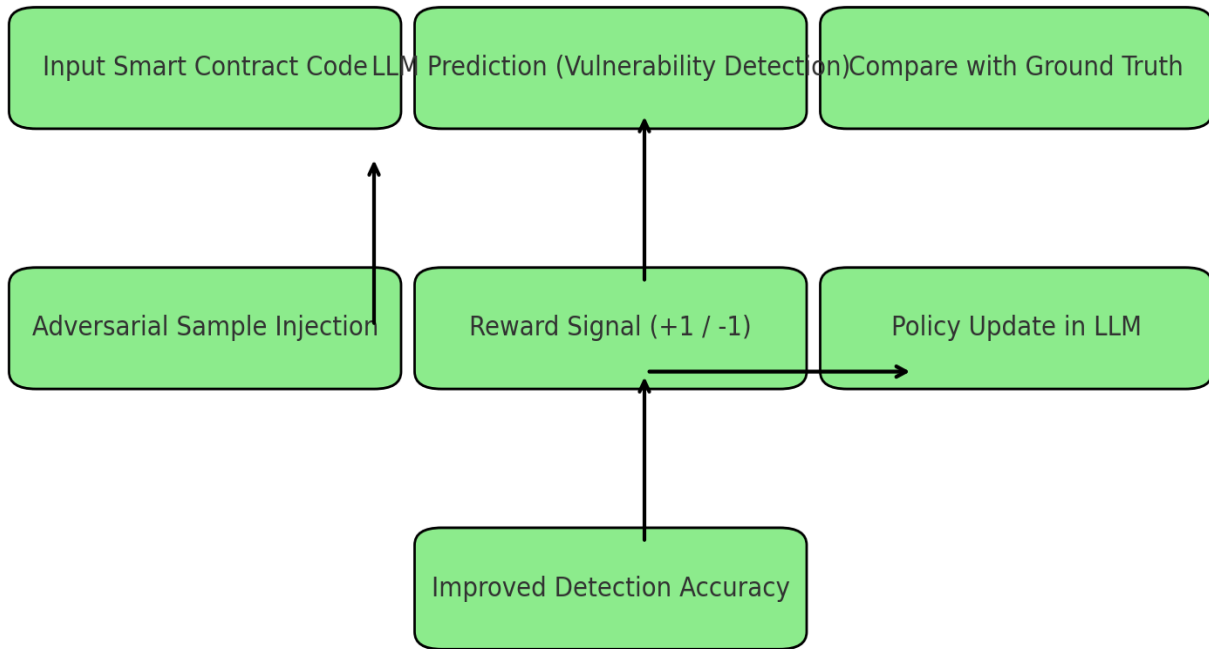 Input Smart Contract Code
LLM Prediction (Vulnerability Detection)
Compare with Ground Truth
Adversarial Sample Injection
Reward Signal (+1 / -1)
Policy Update in LLM
Improved Detection Accuracy